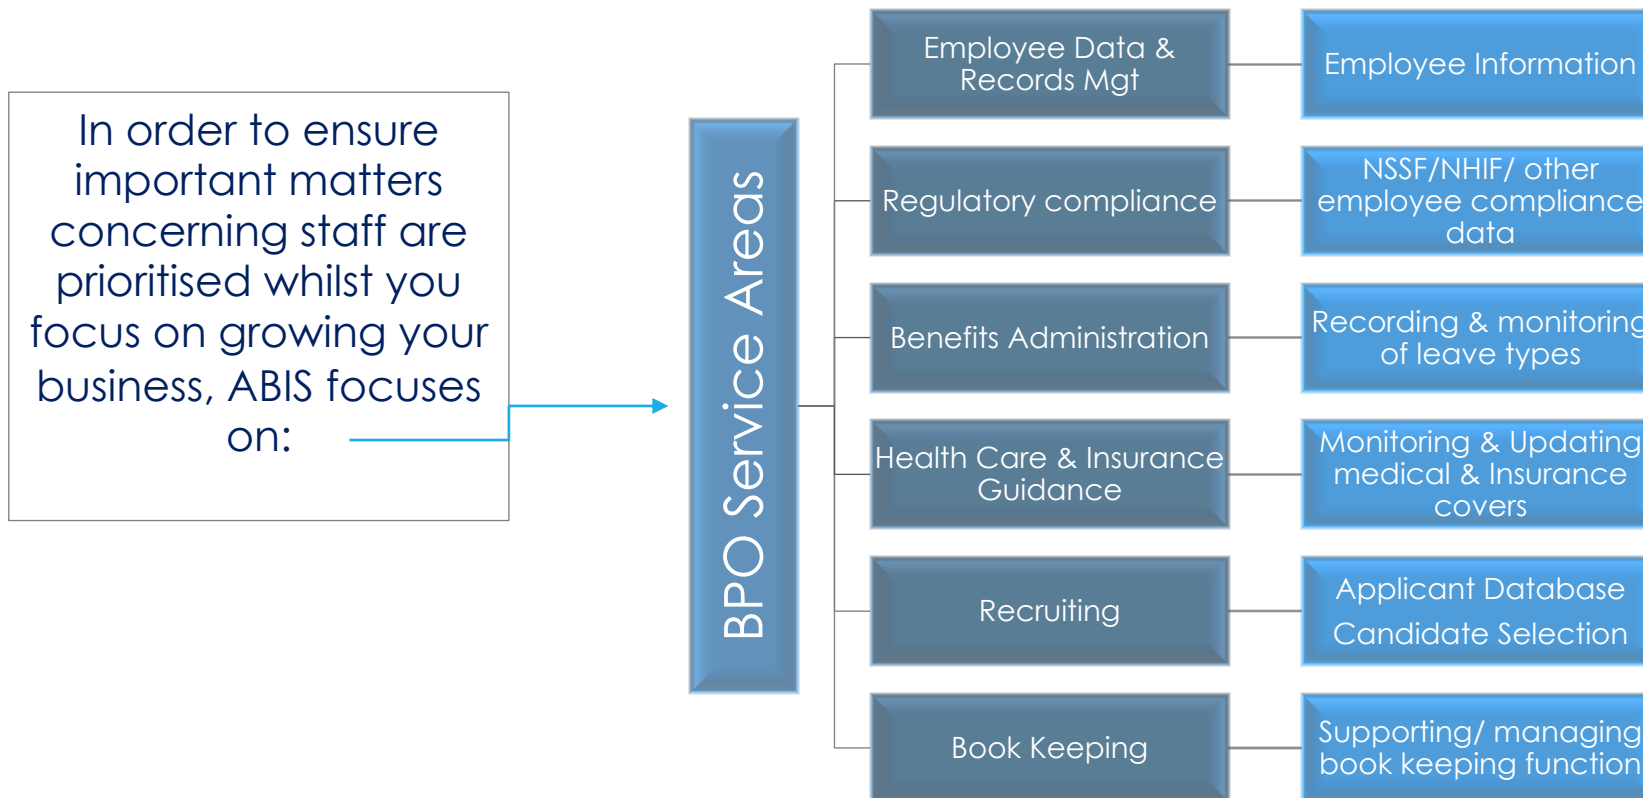 In order to ensure
important matters
concerning staff are
prioritised whilst you
focus on growing your
business, ABIS focuses
on:
BPO Service Areas
Employee Data &
Records Mgt
Employee Information
Regulatory compliance
NSSF/NHIF/ other
employee compliance
data
Benefits Administration
Recording & monitoring
of leave types
Health Care & Insurance
Guidance
Monitoring & Updating
medical & Insurance
covers
Recruiting
Applicant Database
Candidate Selection
Book Keeping
Supporting/ managing
book keeping function